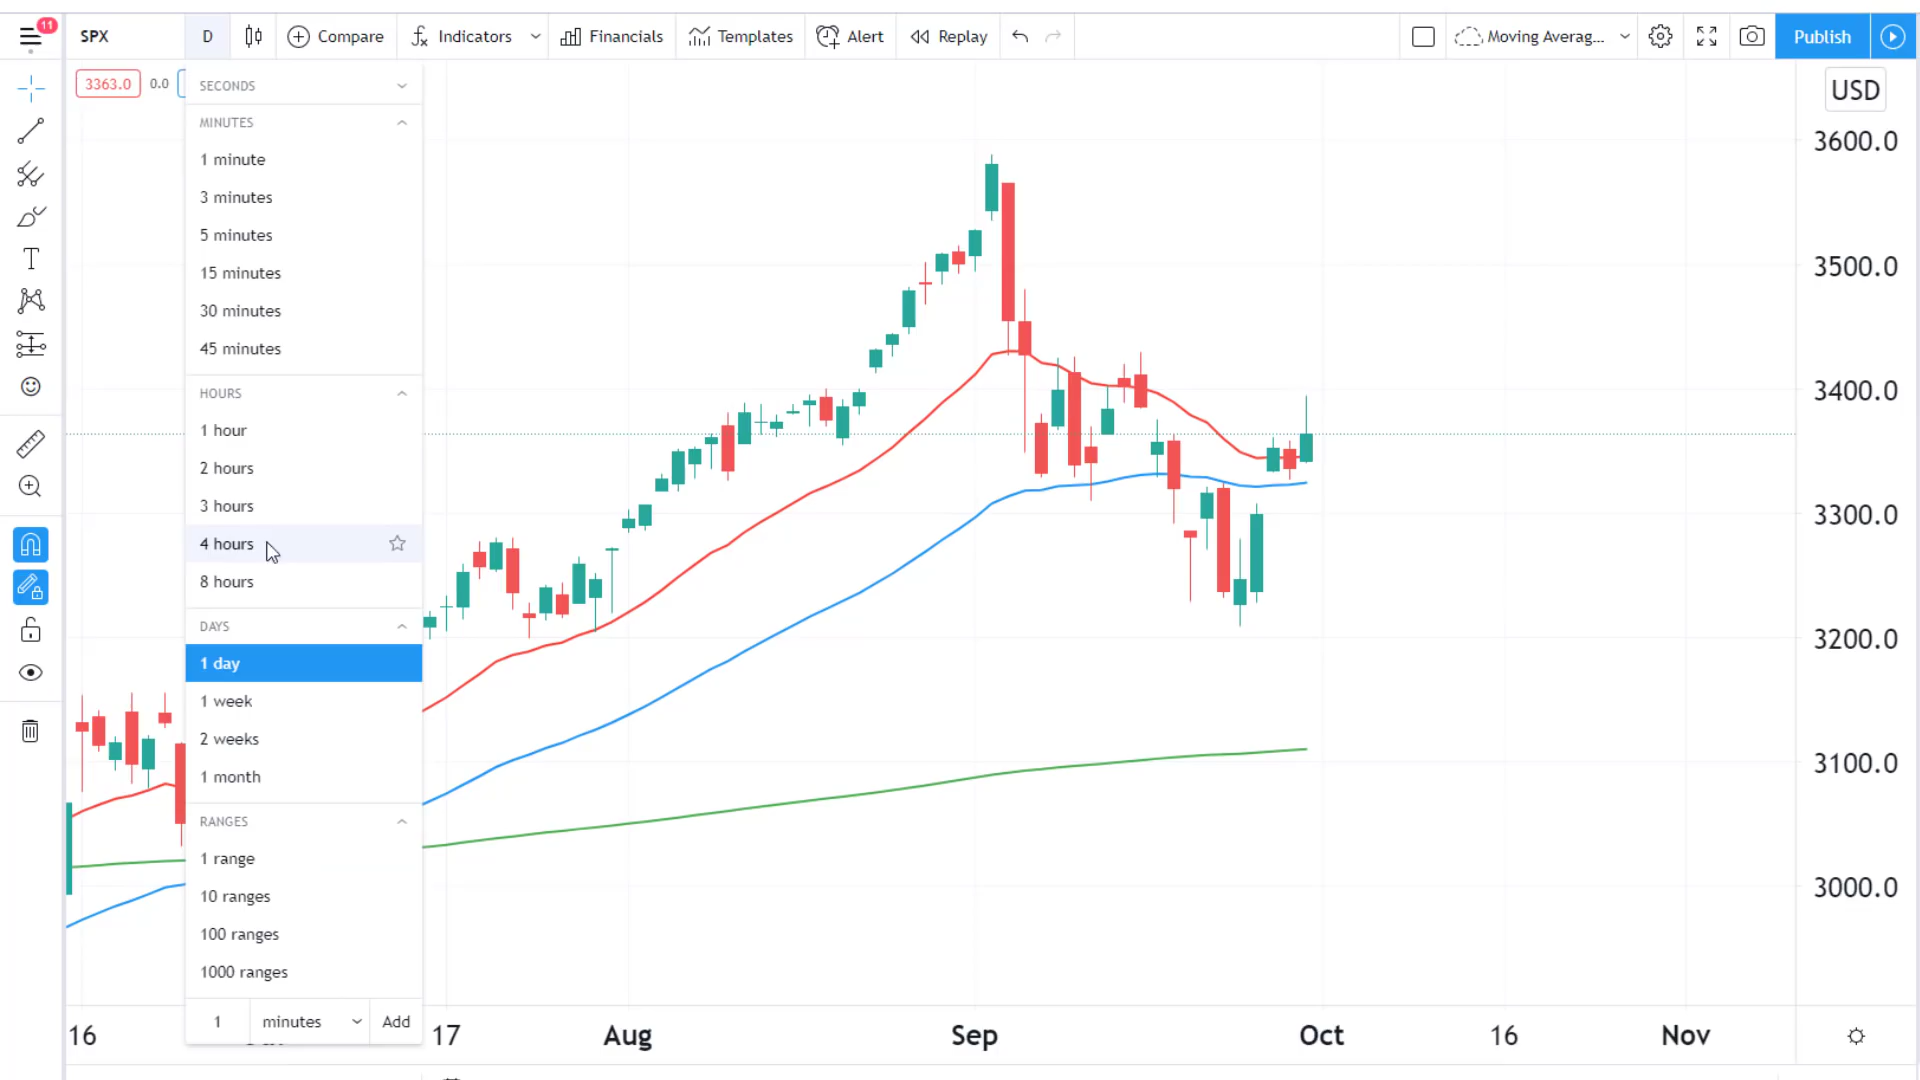 11
SPX D Compare Indicators Financials Templates Alert Replay Moving Averag... Publish
3363.0 0.0
USD
SECONDS
MINUTES
1 minute
3 minutes
5 minutes
15 minutes
30 minutes
45 minutes
HOURS
1 hour
2 hours
3 hours
4 hours
8 hours
DAYS
1 day
1 week
2 weeks
1 month
RANGES
1 range
10 ranges
100 ranges
1000 ranges
1 minutes Add
3600.0
3500.0
3400.0
3300.0
3200.0
3100.0
3000.0
16 17 Aug Sep Oct 16 Nov